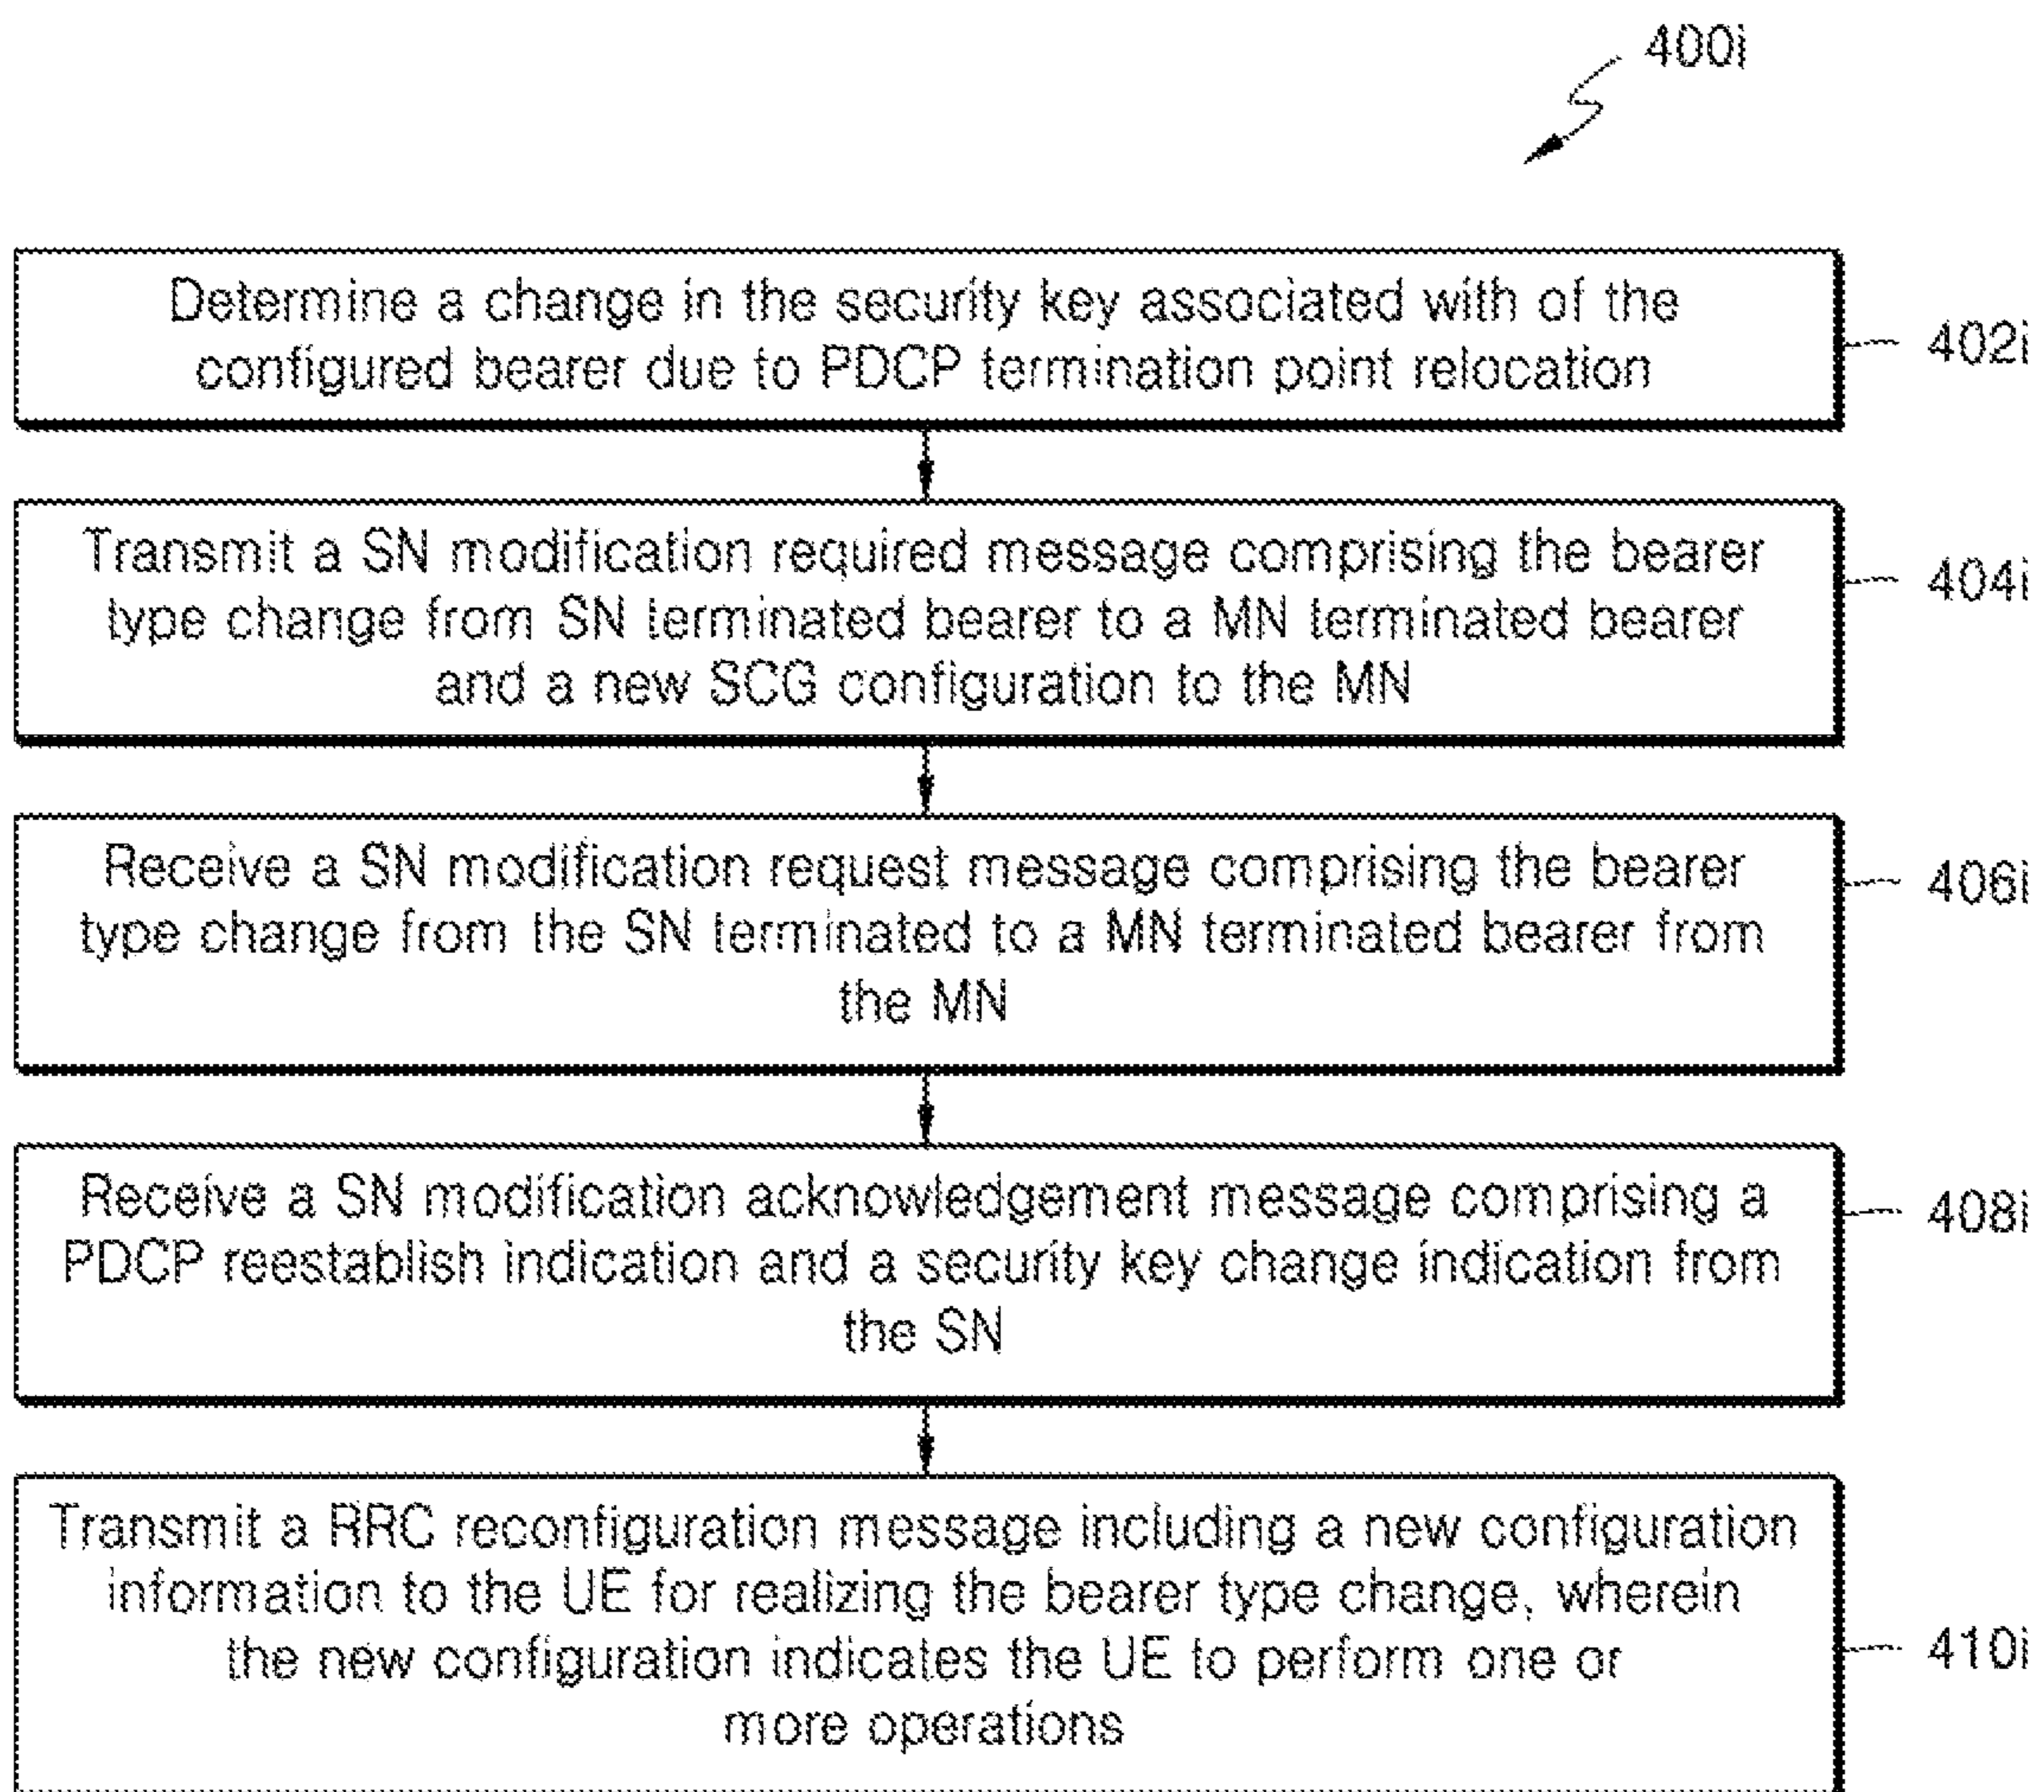 400i
Determine a change in the security key associated with of the
configured bearer due to PDCP termination point relocation
402i
Transmit a SN modification required message comprising the bearer
type change from SN terminated bearer to a MN terminated bearer
and a new SCG configuration to the MN
404i
Receive a SN modification request message comprising the bearer
type change from the SN terminated to a MN terminated bearer from
the MN
406i
Receive a SN modification acknowledgement message comprising a
PDCP reestablish indication and a security key change indication from
the SN
408i
Transmit a RRC reconfiguration message including a new configuration
information to the UE for realizing the bearer type change, wherein
the new configuration indicates the UE to perform one or
more operations
410i